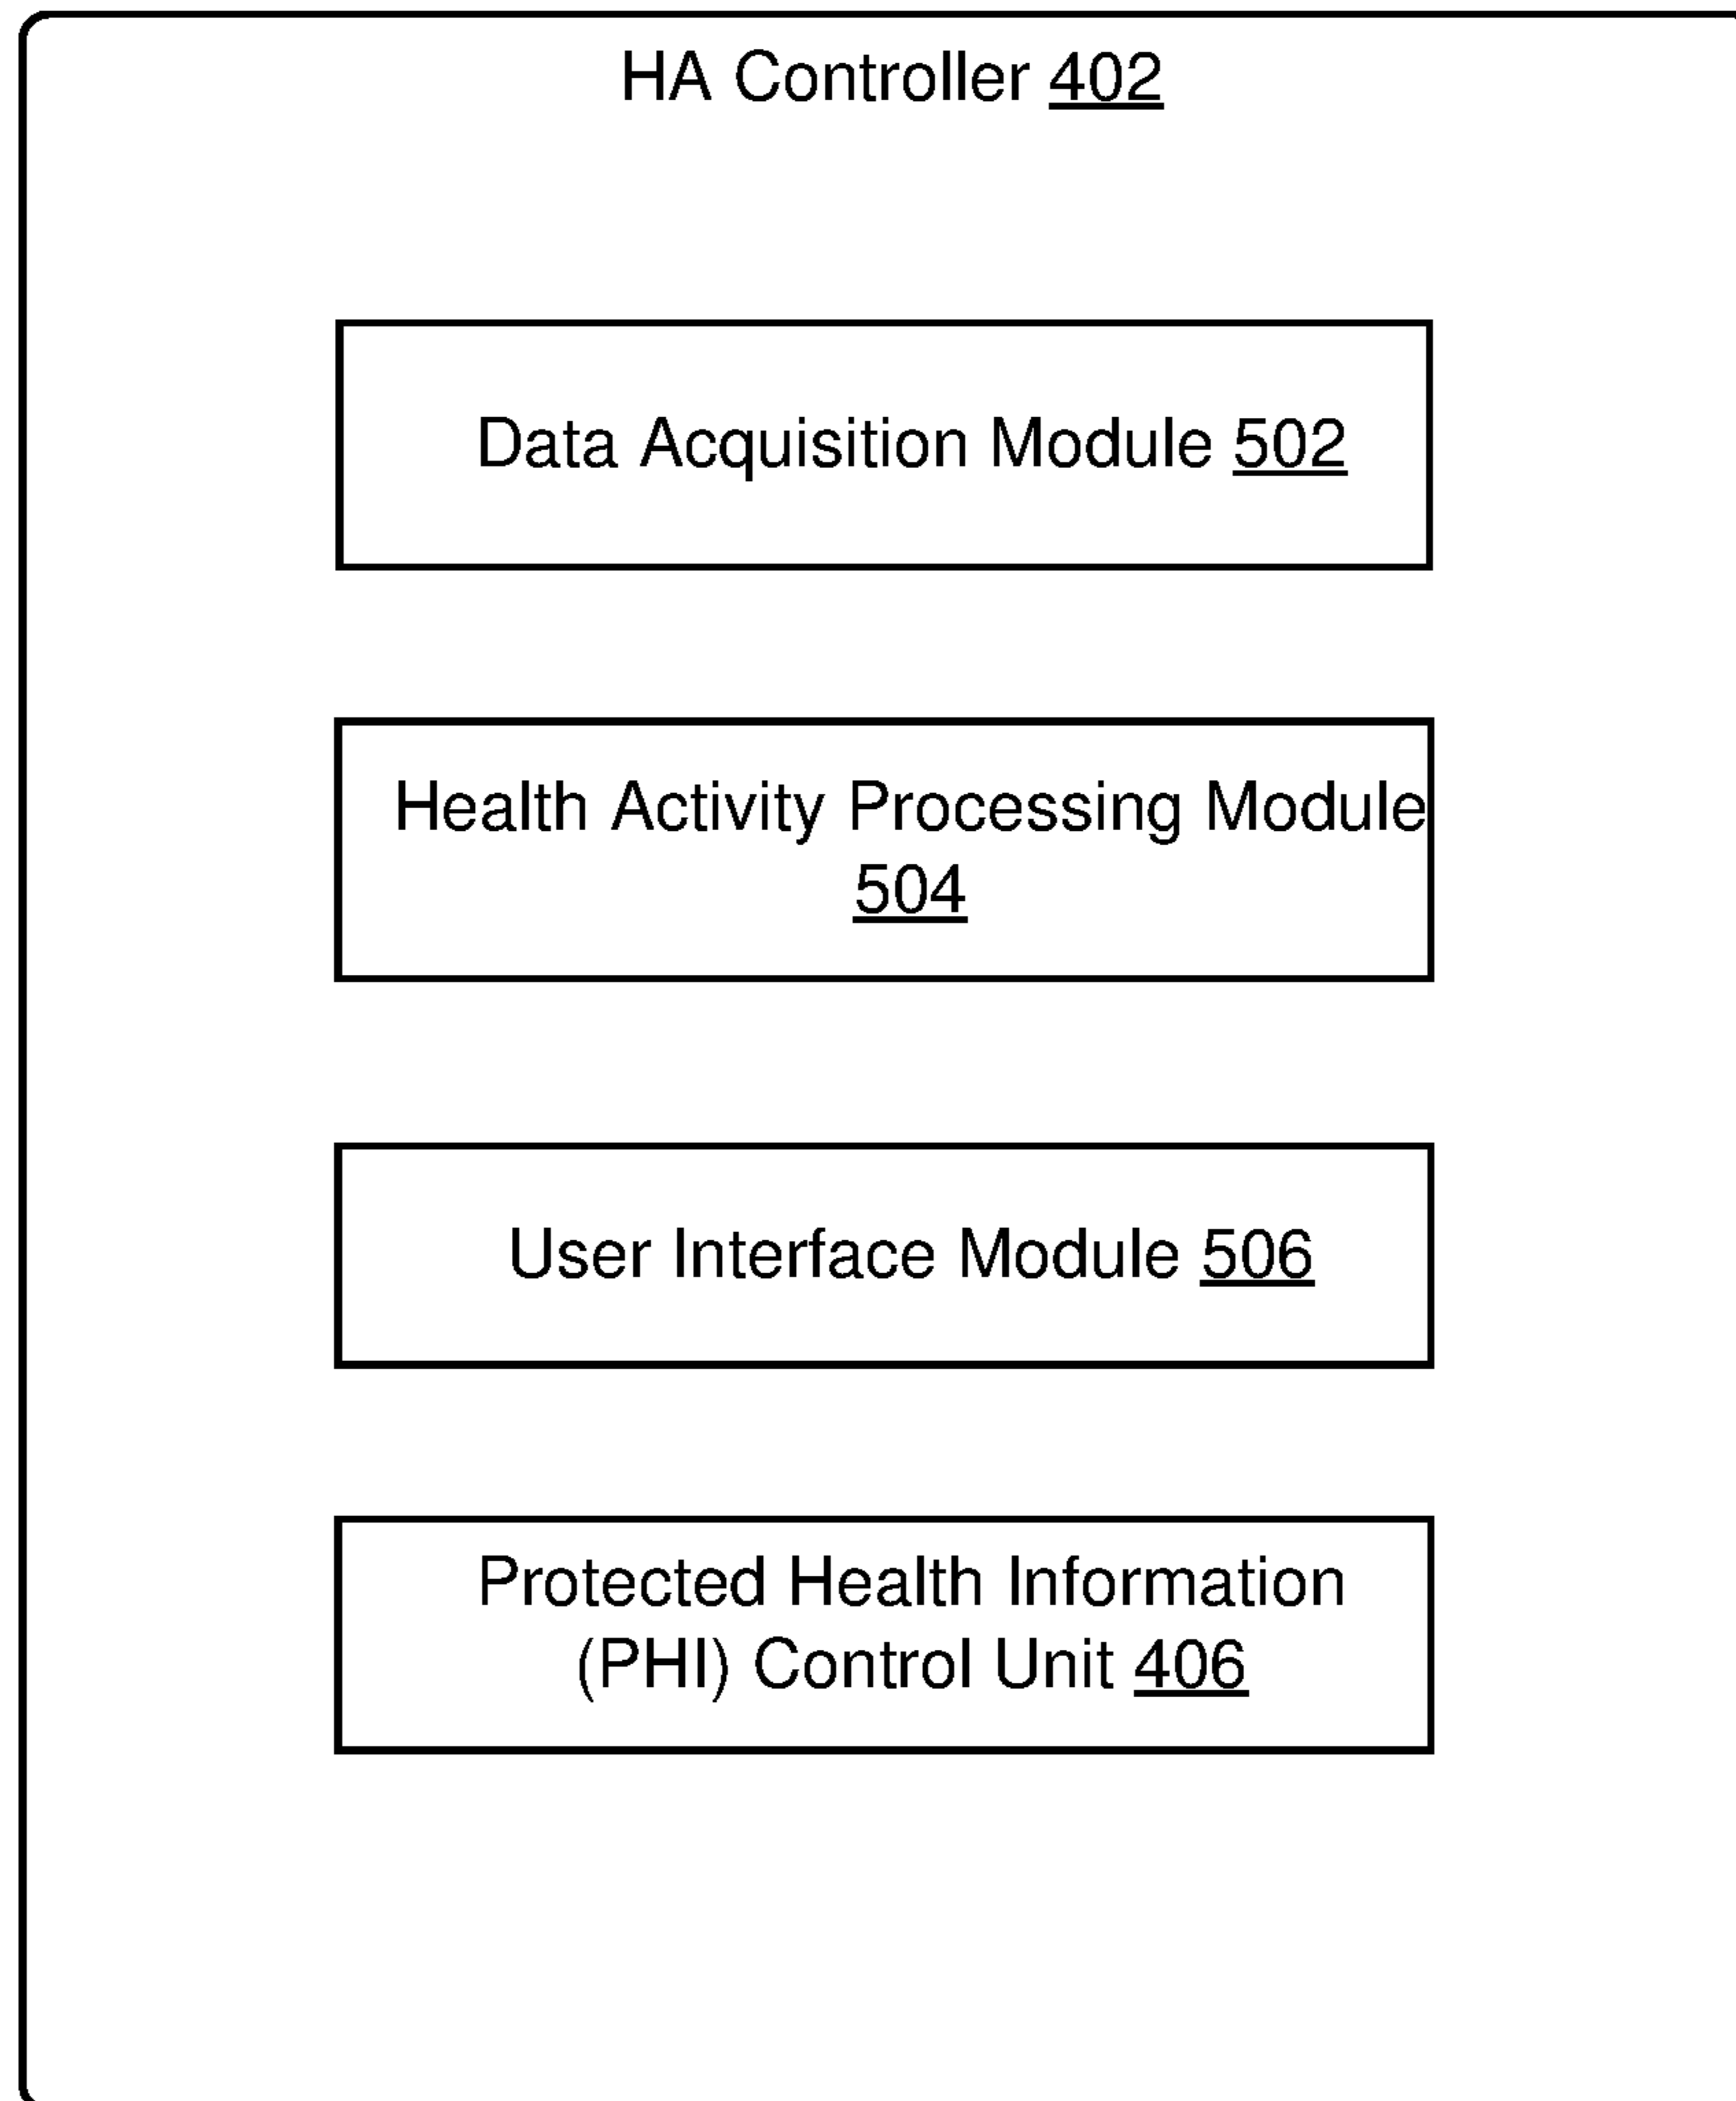 HA Controller 402
Data Acquisition Module 502
Health Activity Processing Module
504
User Interface Module 506
Protected Health Information
(PHI) Control Unit 406